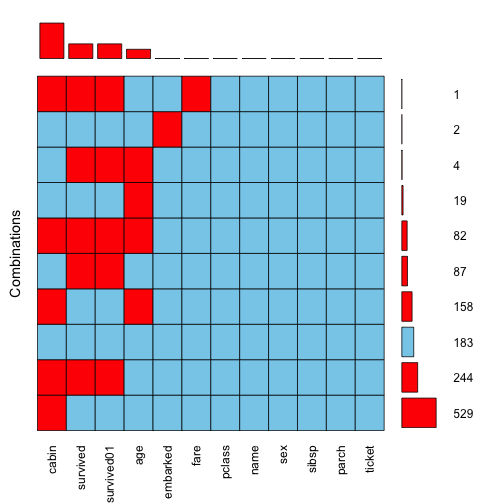 Combinations
1
2
4
19
82
87
158
183
244
529
cabin
survived
survived01
age
embarked
fare
pclass
name
sex
sibsp
parch
ticket